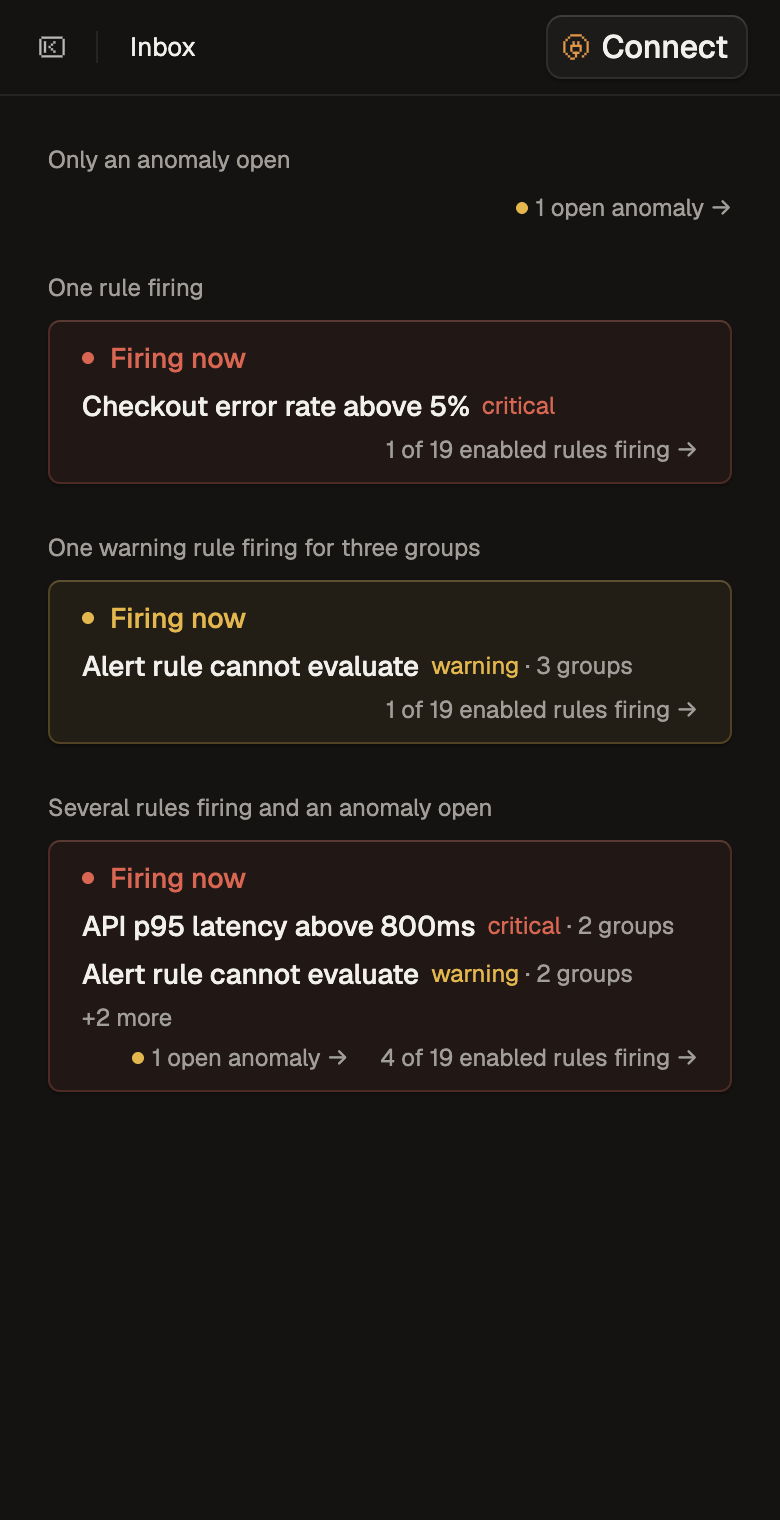 Inbox
Connect
Only an anomaly open
1 open anomaly →
One rule firing
Firing now
Checkout error rate above 5% critical
1 of 19 enabled rules firing →
One warning rule firing for three groups
Firing now
Alert rule cannot evaluate warning · 3 groups
1 of 19 enabled rules firing →
Several rules firing and an anomaly open
Firing now
API p95 latency above 800ms critical · 2 groups
Alert rule cannot evaluate warning · 2 groups
+2 more
1 open anomaly → 4 of 19 enabled rules firing →